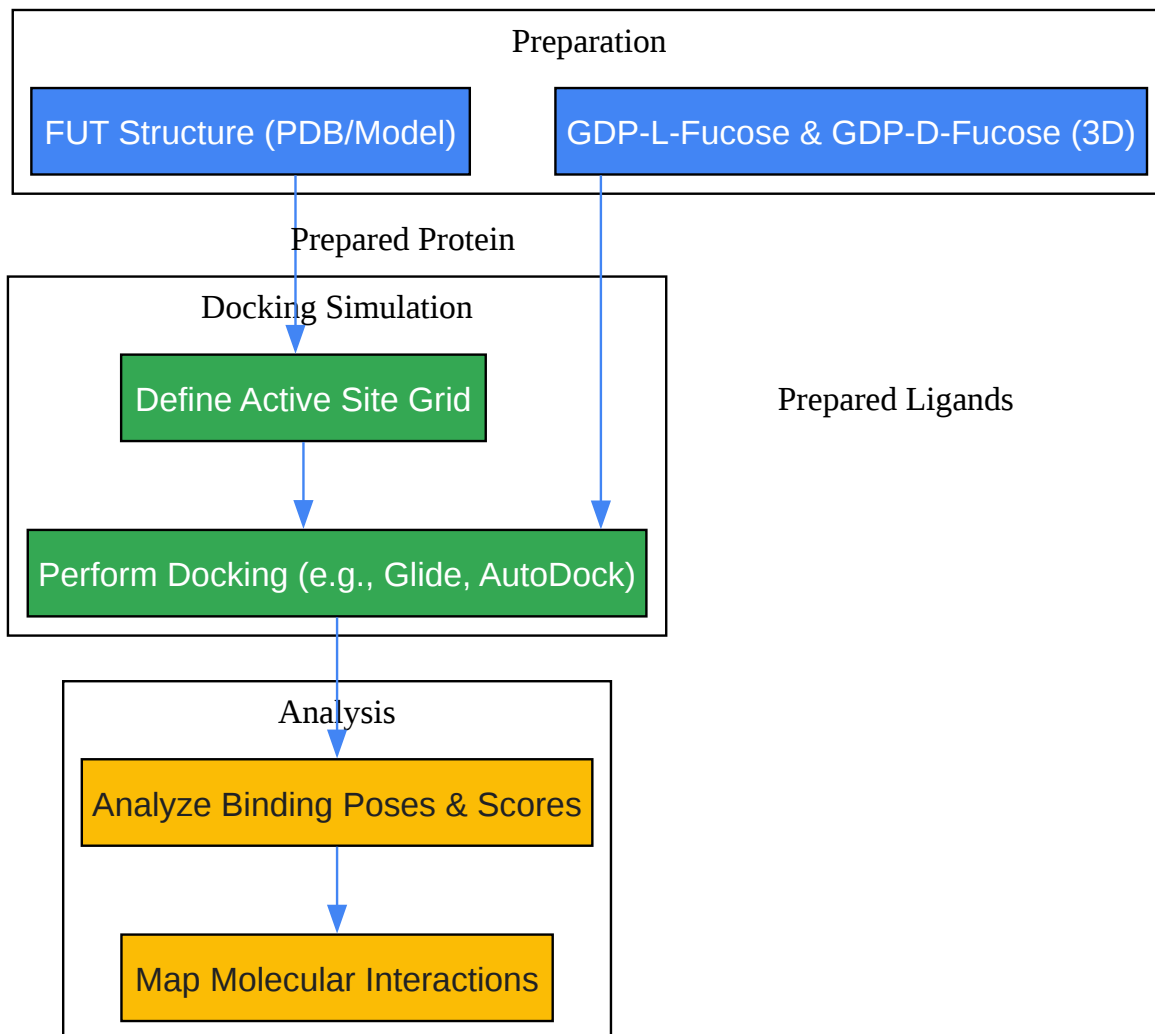 Preparation
FUT Structure (PDB/Model)
GDP-L-Fucose & GDP-D-Fucose (3D)
Prepared Protein
Docking Simulation
Define Active Site Grid
Prepared Ligands
Perform Docking (e.g., Glide, AutoDock)
Analysis
Analyze Binding Poses & Scores
Map Molecular Interactions